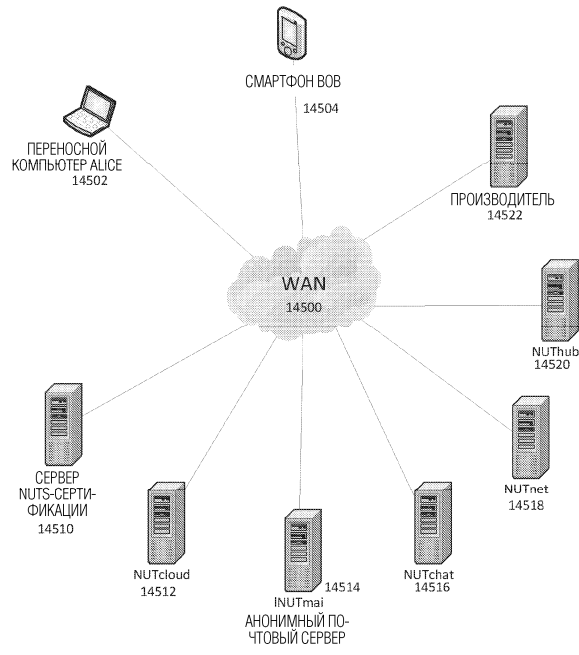 СМАРТФОН BOB
14504
ПЕРЕНОСНОЙ
КОМПЬЮТЕР ALICE
14502
ПРОИЗВОДИТЕЛЬ
14522
WAN
14500
NUThub
14520
СЕРВЕР
NUTS-СЕРТИ-
ФИКАЦИИ
14510
NUTcloud
14512
14514
iNUTmai
АНОНИМНЫЙ ПО-
ЧТОВЫЙ СЕРВЕР
NUTchat
14516
NUTnet
14518